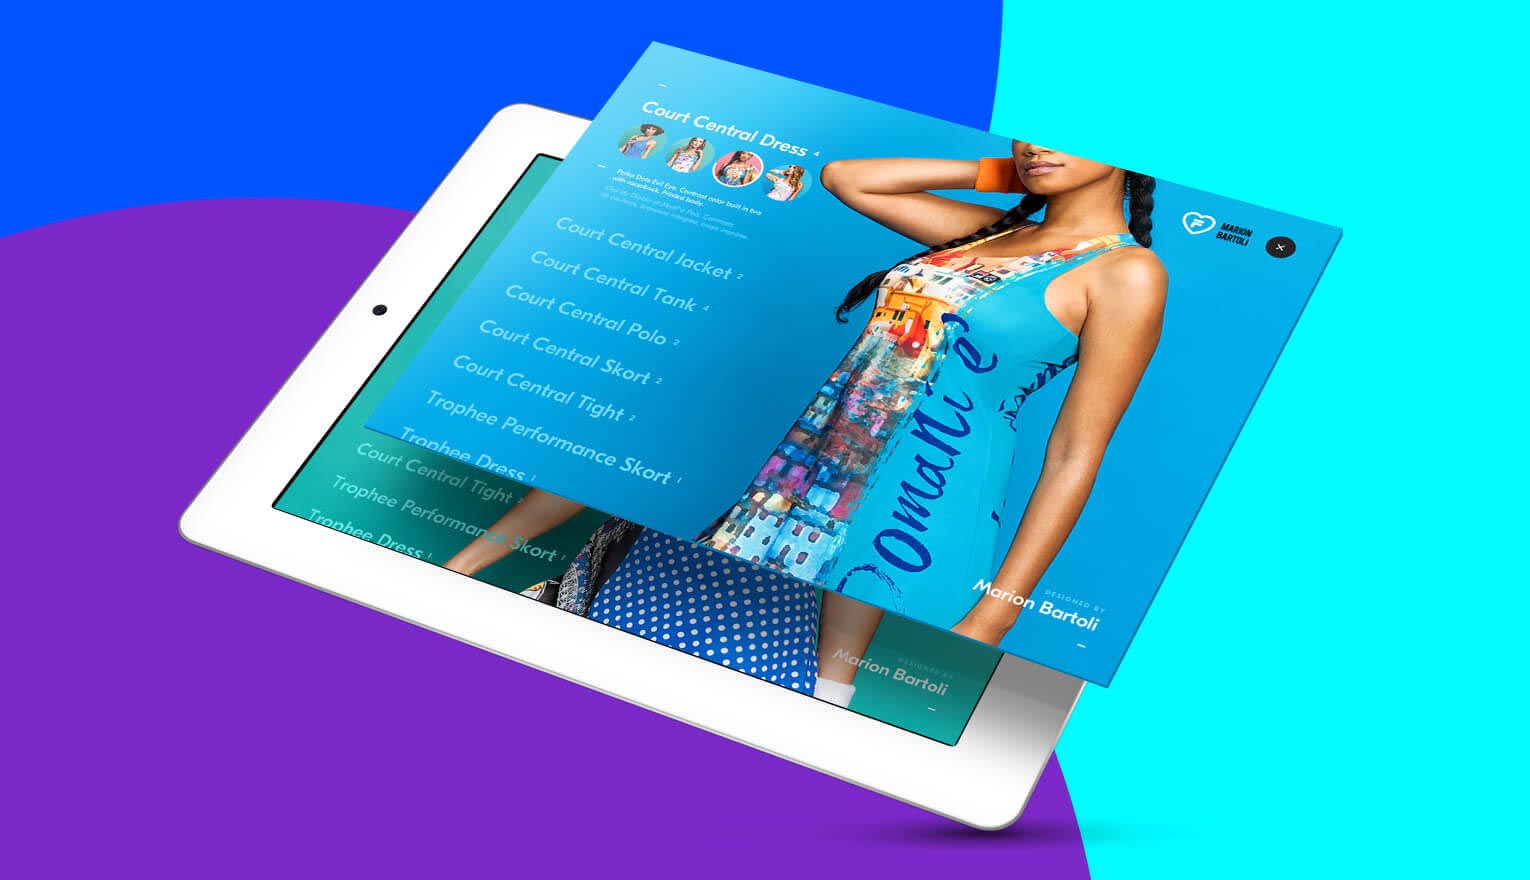 Court Central Dress 4
Polka Dots Evil Eye. Contrast color built in bra
with racerback. Printed body.
Court Central Jacket 2
Court Central Tank 4
Court Central Polo 2
Court Central Skort 2
Court Central Tight 2
Trophee Performance Skort 1
Trophee Dress 1
F
MARION
BARTOLI
omanie's
DESIGNED BY
Marion Bartoli
Court Central Tight 2
Trophee Performance Skort 1
Trophee Dress 1
DESIGNED BY
Marion Bartoli